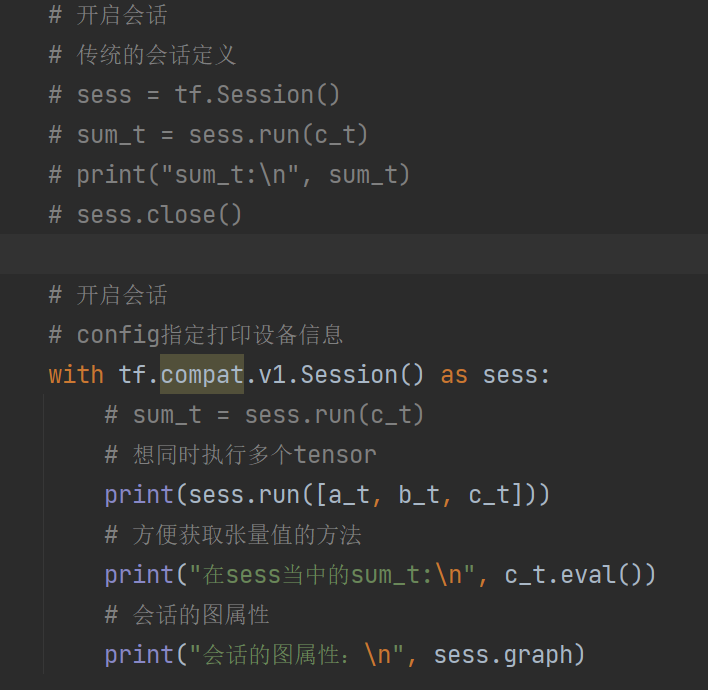 # 开启会话
# 传统的会话定义
# sess = tf.Session()
# sum_t = sess.run(c_t)
# print("sum_t:\n", sum_t)
# sess.close()
# 开启会话
# config指定打印设备信息
with tf.compat.v1.Session() as sess:
# sum_t = sess.run(c_t)
# 想同时执行多个tensor
print(sess.run([a_t, b_t, c_t]))
# 方便获取张量值的方法
print("在sess当中的sum_t:\n", c_t.eval())
# 会话的图属性
print("会话的图属性：\n", sess.graph)